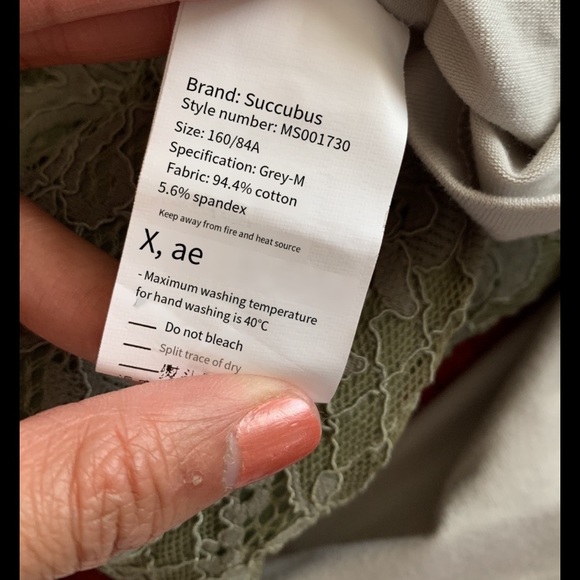 Brand: Succubus
Style number: MS001730
Size: 160/84A
Specification: Grey-M
Fabric: 94.4% cotton
5.6% spandex
Keep away from fire and heat source
X, ae
- Maximum washing temperature
for hand washing is 40°C
Do not bleach
Split trace of dry